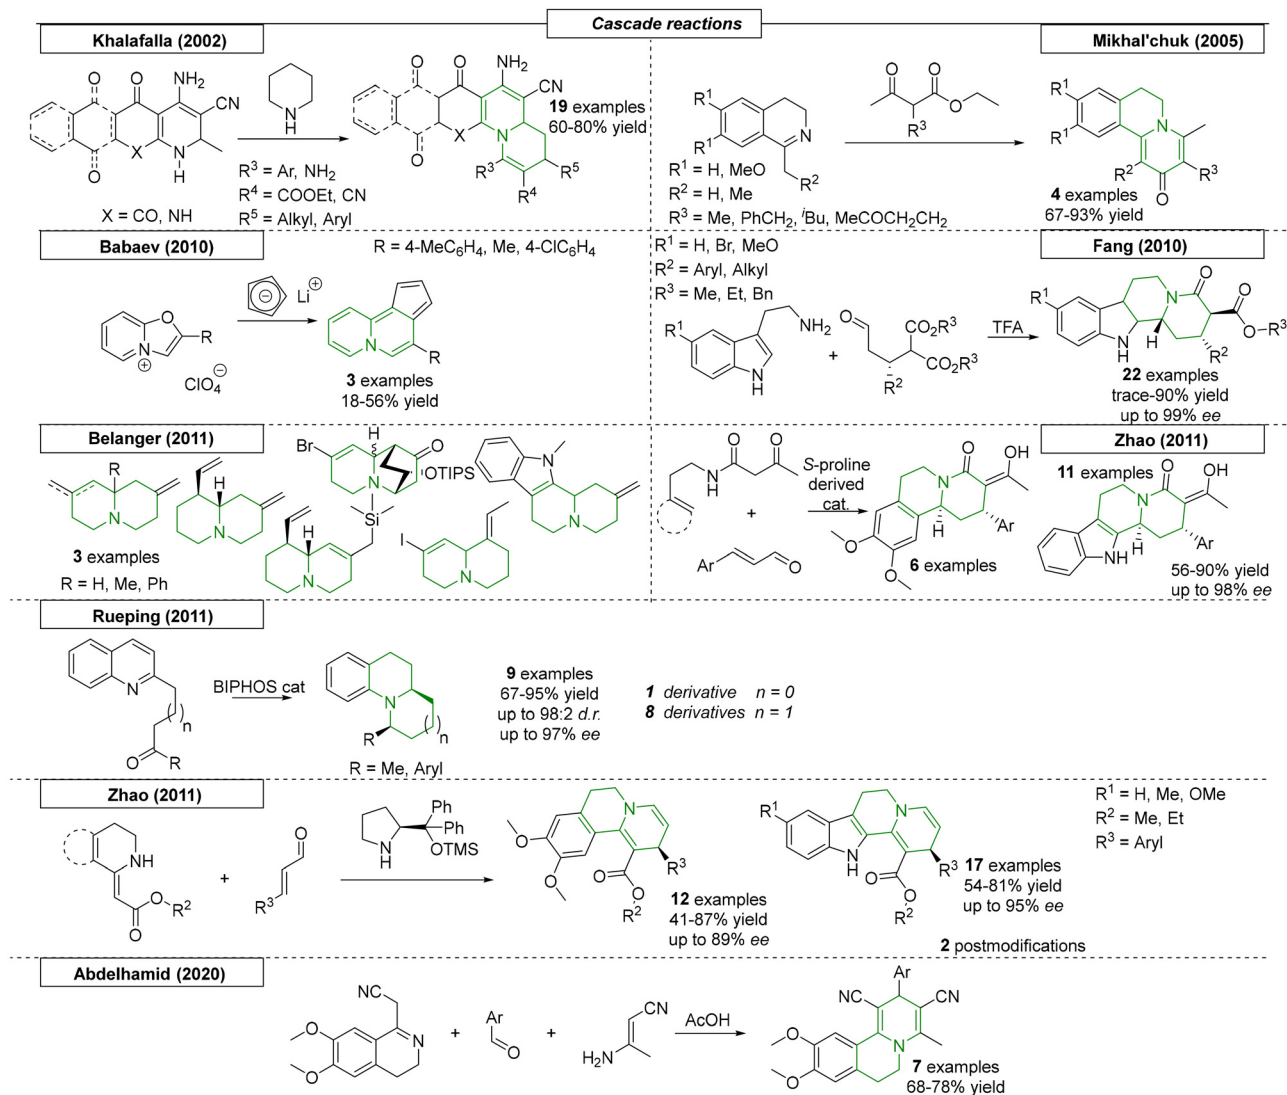 Cascade reactions
Khalafalla (2002)
O
O
NH2
CN
O
X
N
H
X = CO, NH
N
H
R3 = Ar, NH2
R4 = COOEt, CN
R5 = Alkyl, Aryl
O
O
NH2
CN
O
X
N
R3
R4
R5
19 examples
60-80% yield
Mikhal'chuk (2005)
R1
R1
N
R2
R1 = H, MeO
R2 = H, Me
R3 = Me, PhCH2, iBu, MeCOCH2CH2
O
O
O
R3
R1
R1
N
R2
O
R3
4 examples
67-93% yield
Babaev (2010)
R = 4-MeC6H4, Me, 4-ClC6H4
O
R
N
+
ClO4−
−
Li+
N
R
3 examples
18-56% yield
Fang (2010)
R1 = H, Br, MeO
R2 = Aryl, Alkyl
R3 = Me, Et, Bn
R1
NH2
N
H
+
O
CO2R3
CO2R3
R2
TFA
R1
N
H
N
H
O
O
O-R3
R2
22 examples
trace-90% yield
up to 99% ee
Belanger (2011)
R
N
3 examples
R = H, Me, Ph
H
N
Br
H
O
N
OTIPS
Si
H
N
N
N
I
N
Zhao (2011)
O
O
N
H
+
Ar
O
S-proline
derived
cat.
O
OH
N
H
Ar
O
O
6 examples
11 examples
O
OH
N
N
H
H
Ar
56-90% yield
up to 98% ee
Rueping (2011)
N
n
O
R
BIPHOS cat
N
R
n
R = Me, Aryl
9 examples
67-95% yield
up to 98:2 d.r.
up to 97% ee
1 derivative n = 0
8 derivatives n = 1
Zhao (2011)
NH
O
R2
O
+
O
R3
Ph
Ph
OTMS
N
H
N
O
O
R3
O
O
R2
12 examples
41-87% yield
up to 89% ee
R1
N
N
H
R3
O
O
R2
17 examples
54-81% yield
up to 95% ee
2 postmodifications
R1 = H, Me, OMe
R2 = Me, Et
R3 = Aryl
Abdelhamid (2020)
NC
O
O
N
+
Ar
O
+
CN
H2N
AcOH
Ar
NC
CN
O
O
N
7 examples
68-78% yield